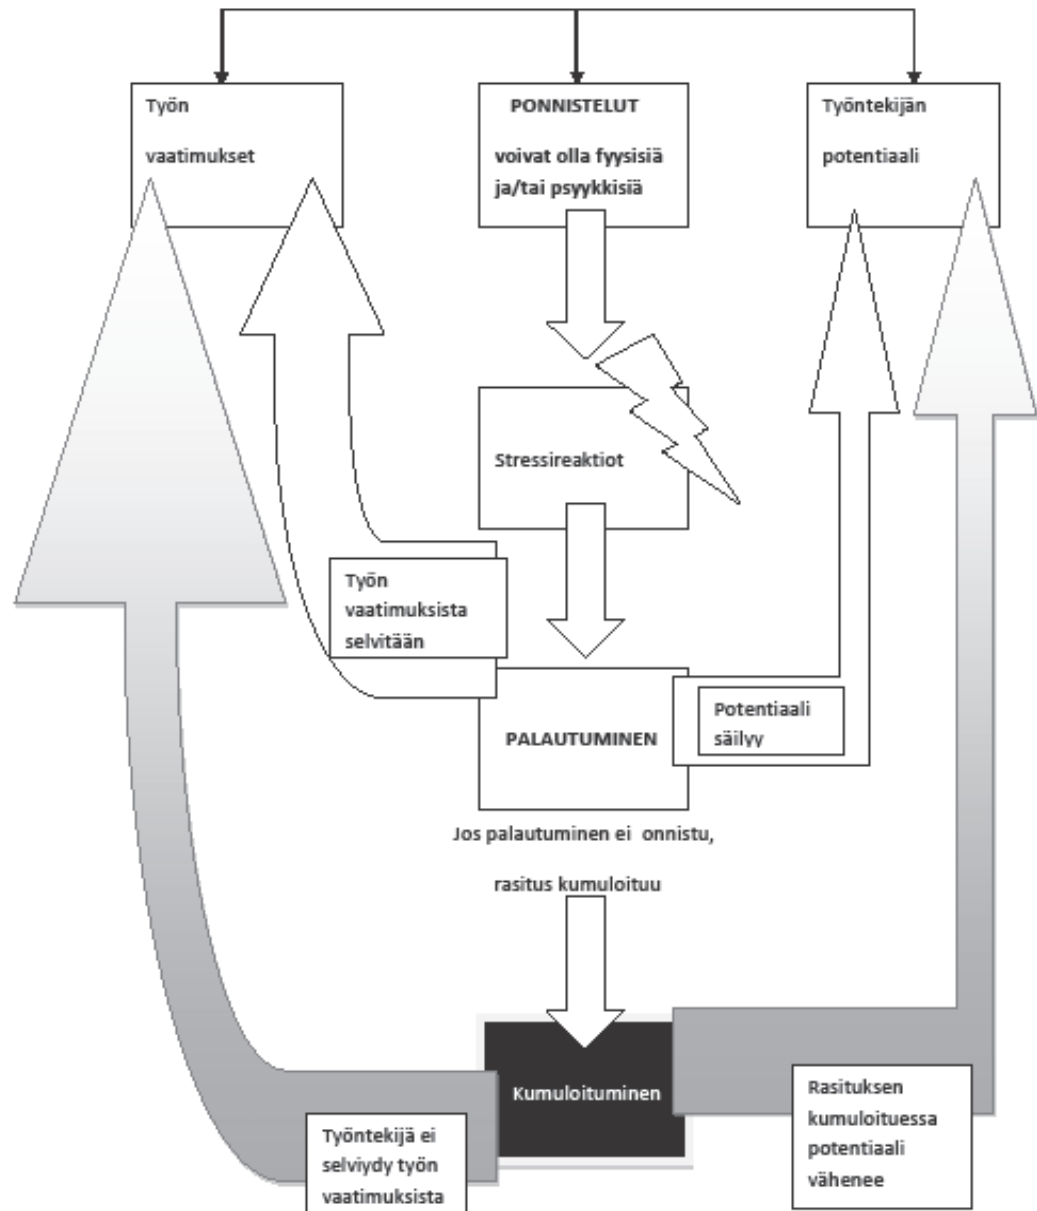 Työn
vaatimukset
PONNISTELUT
voivat olla fyysisiä
ja/tai psyykkisiä
Työntekijän
potentiaali
Stressireaktiot
Työn
vaatimuksista
selvitään
PALAUTUMINEN
Potentiaali
säilyy
Jos palautuminen ei onnistu,
rasitus kumuloituu
Kumuloituminen
Työntekijä ei
selviydy työn
vaatimuksista
Rasituksen
kumuloituessa
potentiaali
vähenee